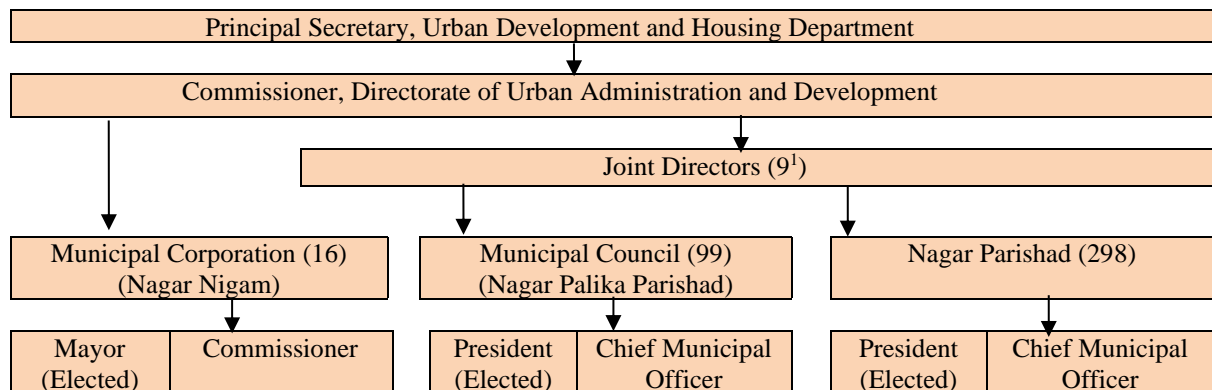 Principal Secretary, Urban Development and Housing Department
Commissioner, Directorate of Urban Administration and Development
Joint Directors (9¹)
Municipal Corporation (16)
(Nagar Nigam)
Municipal Council (99)
(Nagar Palika Parishad)
Nagar Parishad (298)
Mayor
(Elected)
Commissioner
President
(Elected)
Chief Municipal
Officer
President
(Elected)
Chief Municipal
Officer